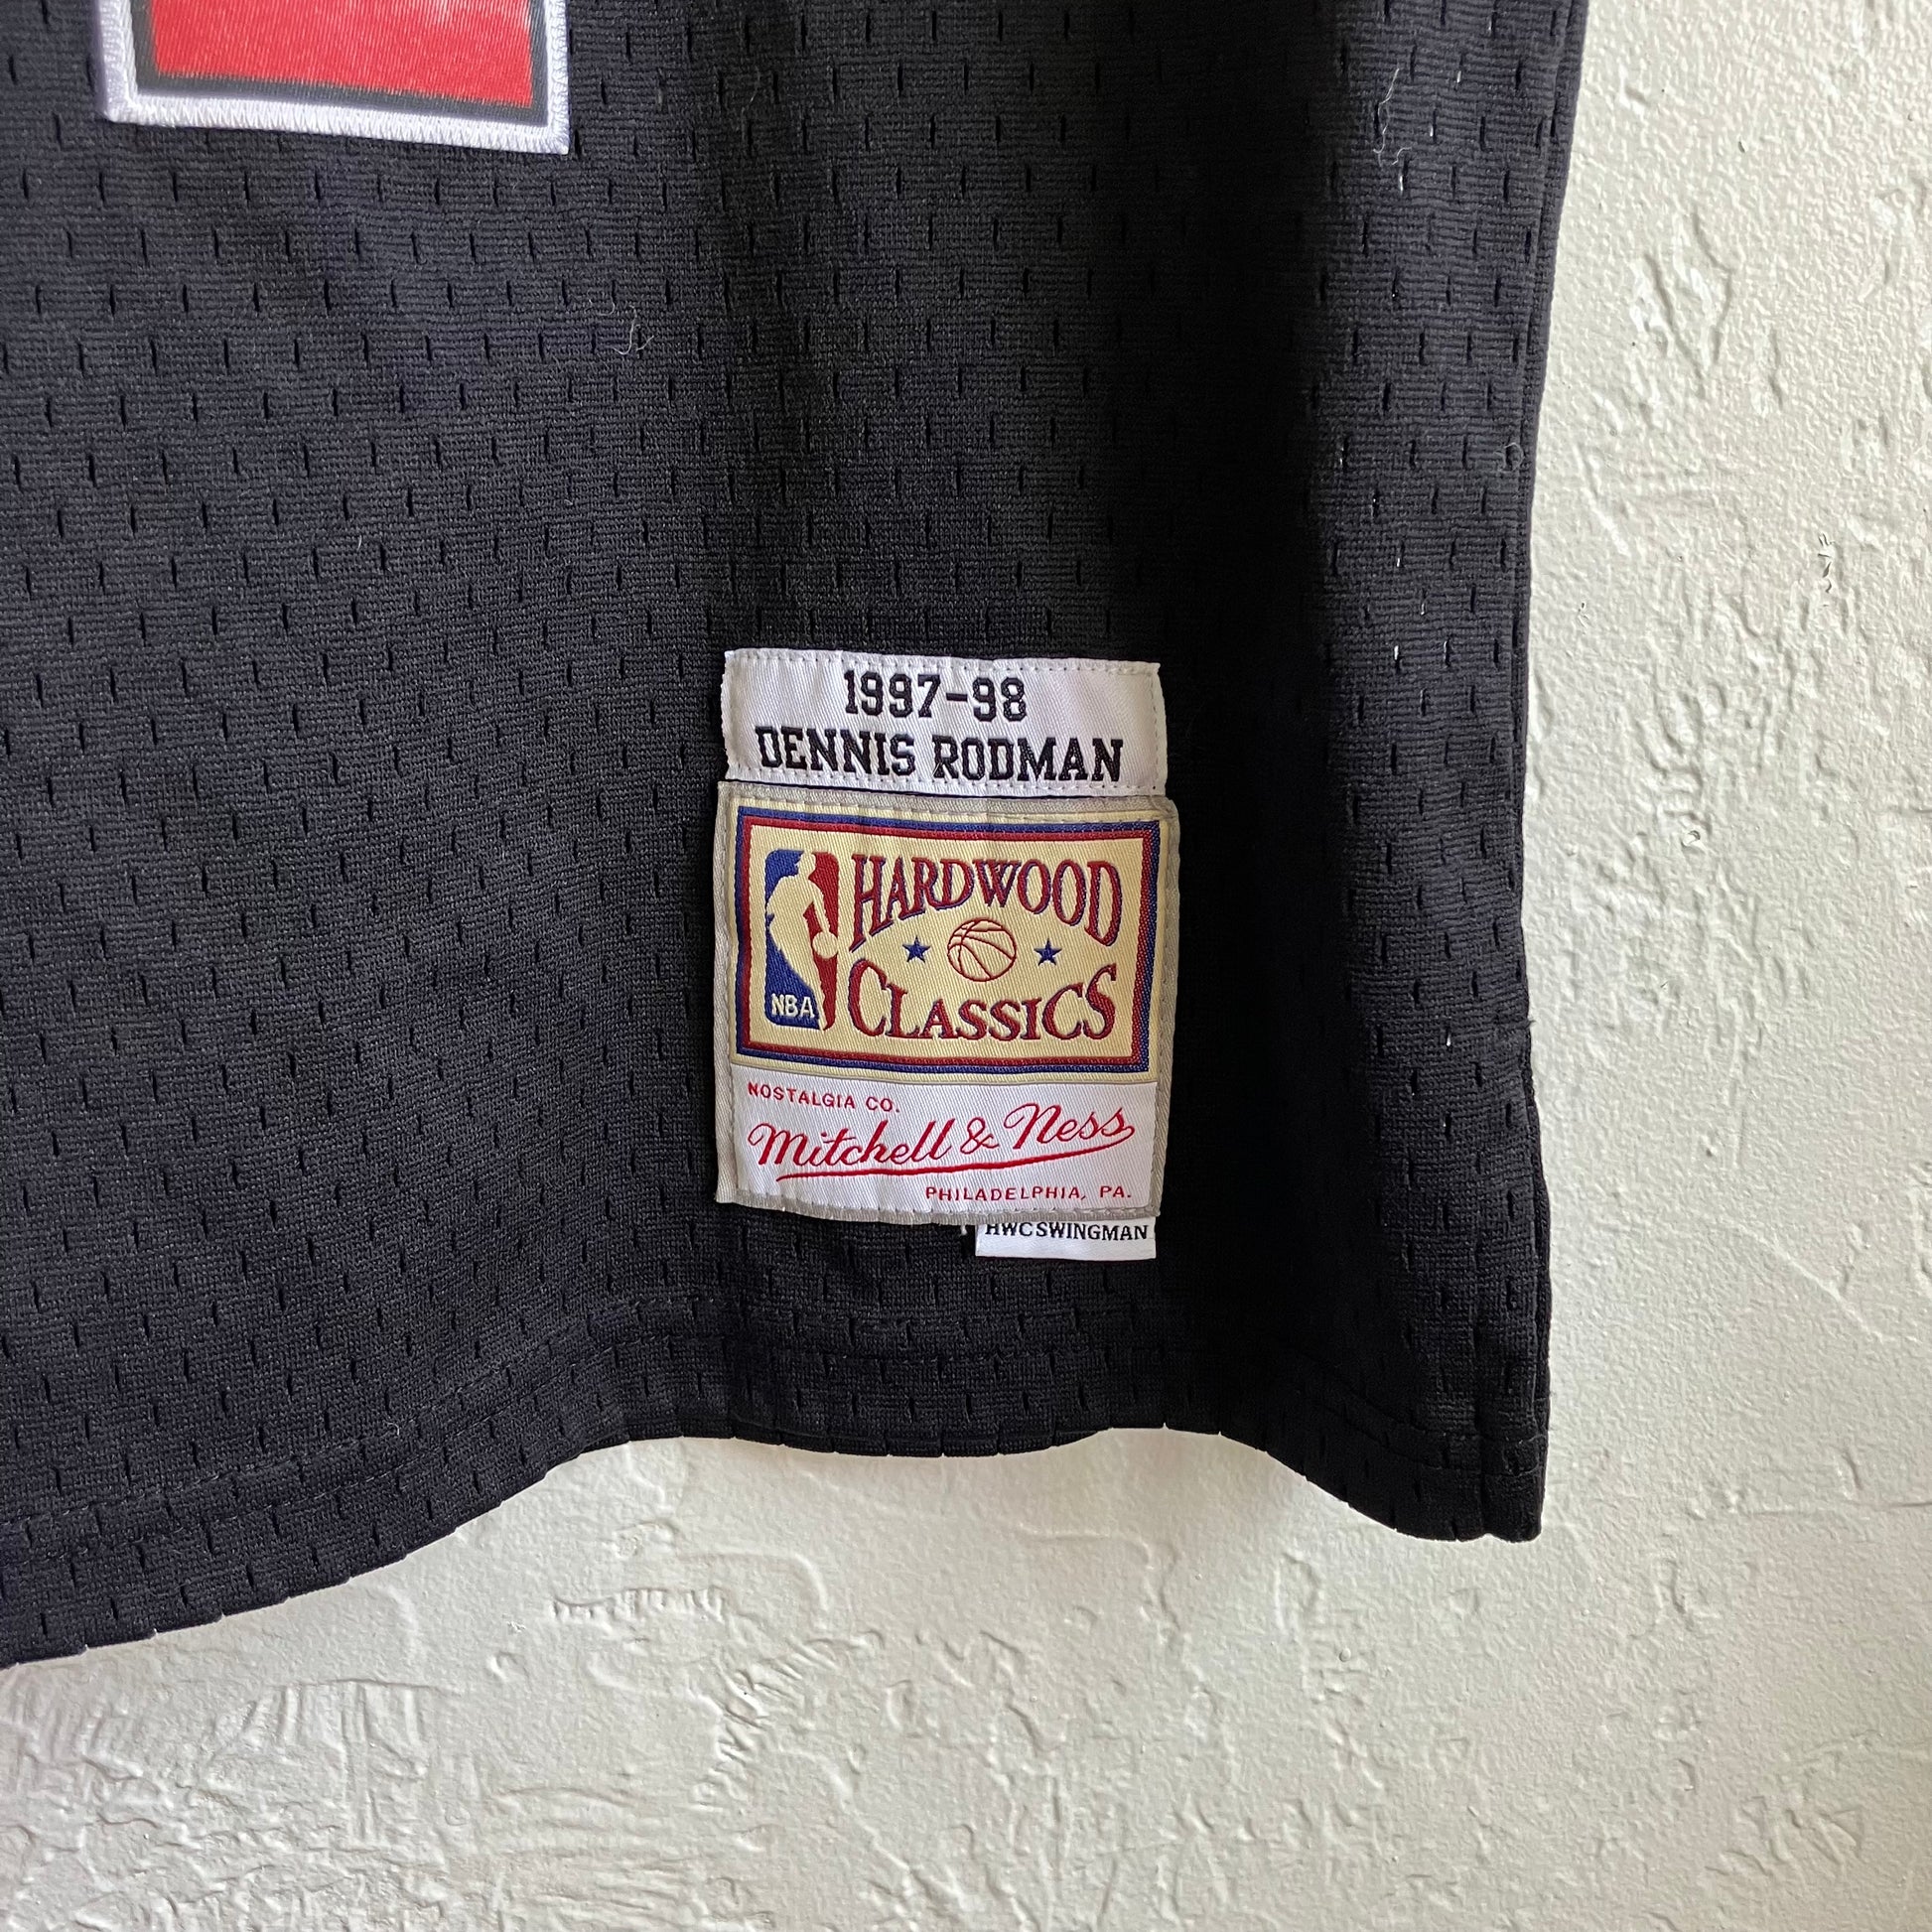 1997-98
DENNIS RODMAN
HARDWOOD
CLASSICS
NBA
NOSTALGIA CO.
Mitchell & Ness
PHILADELPHIA, PA.
HWC SWINGMAN